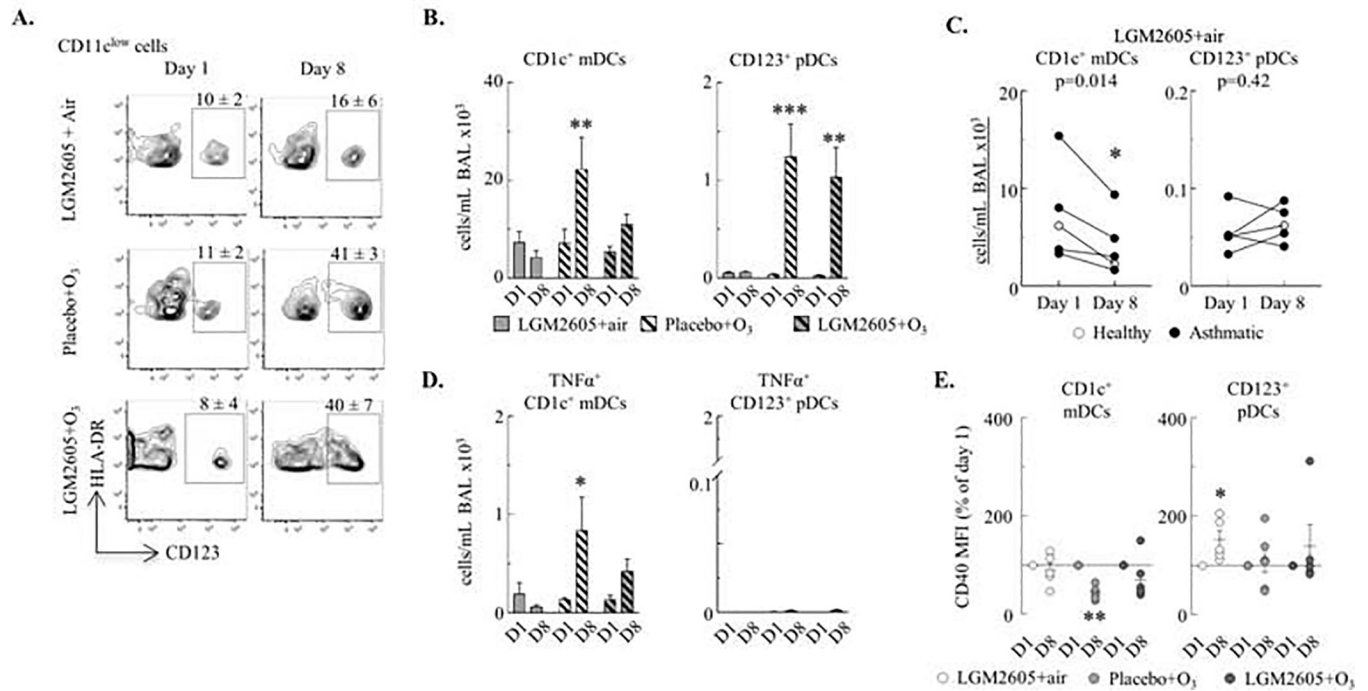 A.
CD11c^low cells
Day 1 Day 8
LGM2605 + Air
10 ± 2 16 ± 6
Placebo+O3
11 ± 2 41 ± 3
LGM2605+O3
8 ± 4 40 ± 7
HLA-DR
CD123
B.
CD1c+ mDCs CD123+ pDCs
cells/mL BAL x10^3
40
20
0
**
D1 D8 D1 D8 D1 D8
2
1
0
*** **
D1 D8 D1 D8 D1 D8
LGM2605+air Placebo+O3 LGM2605+O3
C.
LGM2605+air
CD1c+ mDCs CD123+ pDCs
p=0.014 p=0.42
cells/mL BAL x10^3
20
10
0
*
Day 1 Day 8
0.2
0.1
0
Day 1 Day 8
Healthy Asthmatic
D.
TNFα+ TNFα+
CD1c+ mDCs CD123+ pDCs
cells/mL BAL x10^3
2
1
0
*
D1 D8 D1 D8 D1 D8
2
0.1
0
D1 D8 D1 D8 D1 D8
E.
CD1c+ CD123+
mDCs pDCs
CD40 MFI (% of day 1)
400
200
0
**
D1 D8 D1 D8 D1 D8
400
200
0
*
D1 D8 D1 D8 D1 D8
LGM2605+air Placebo+O3 LGM2605+O3